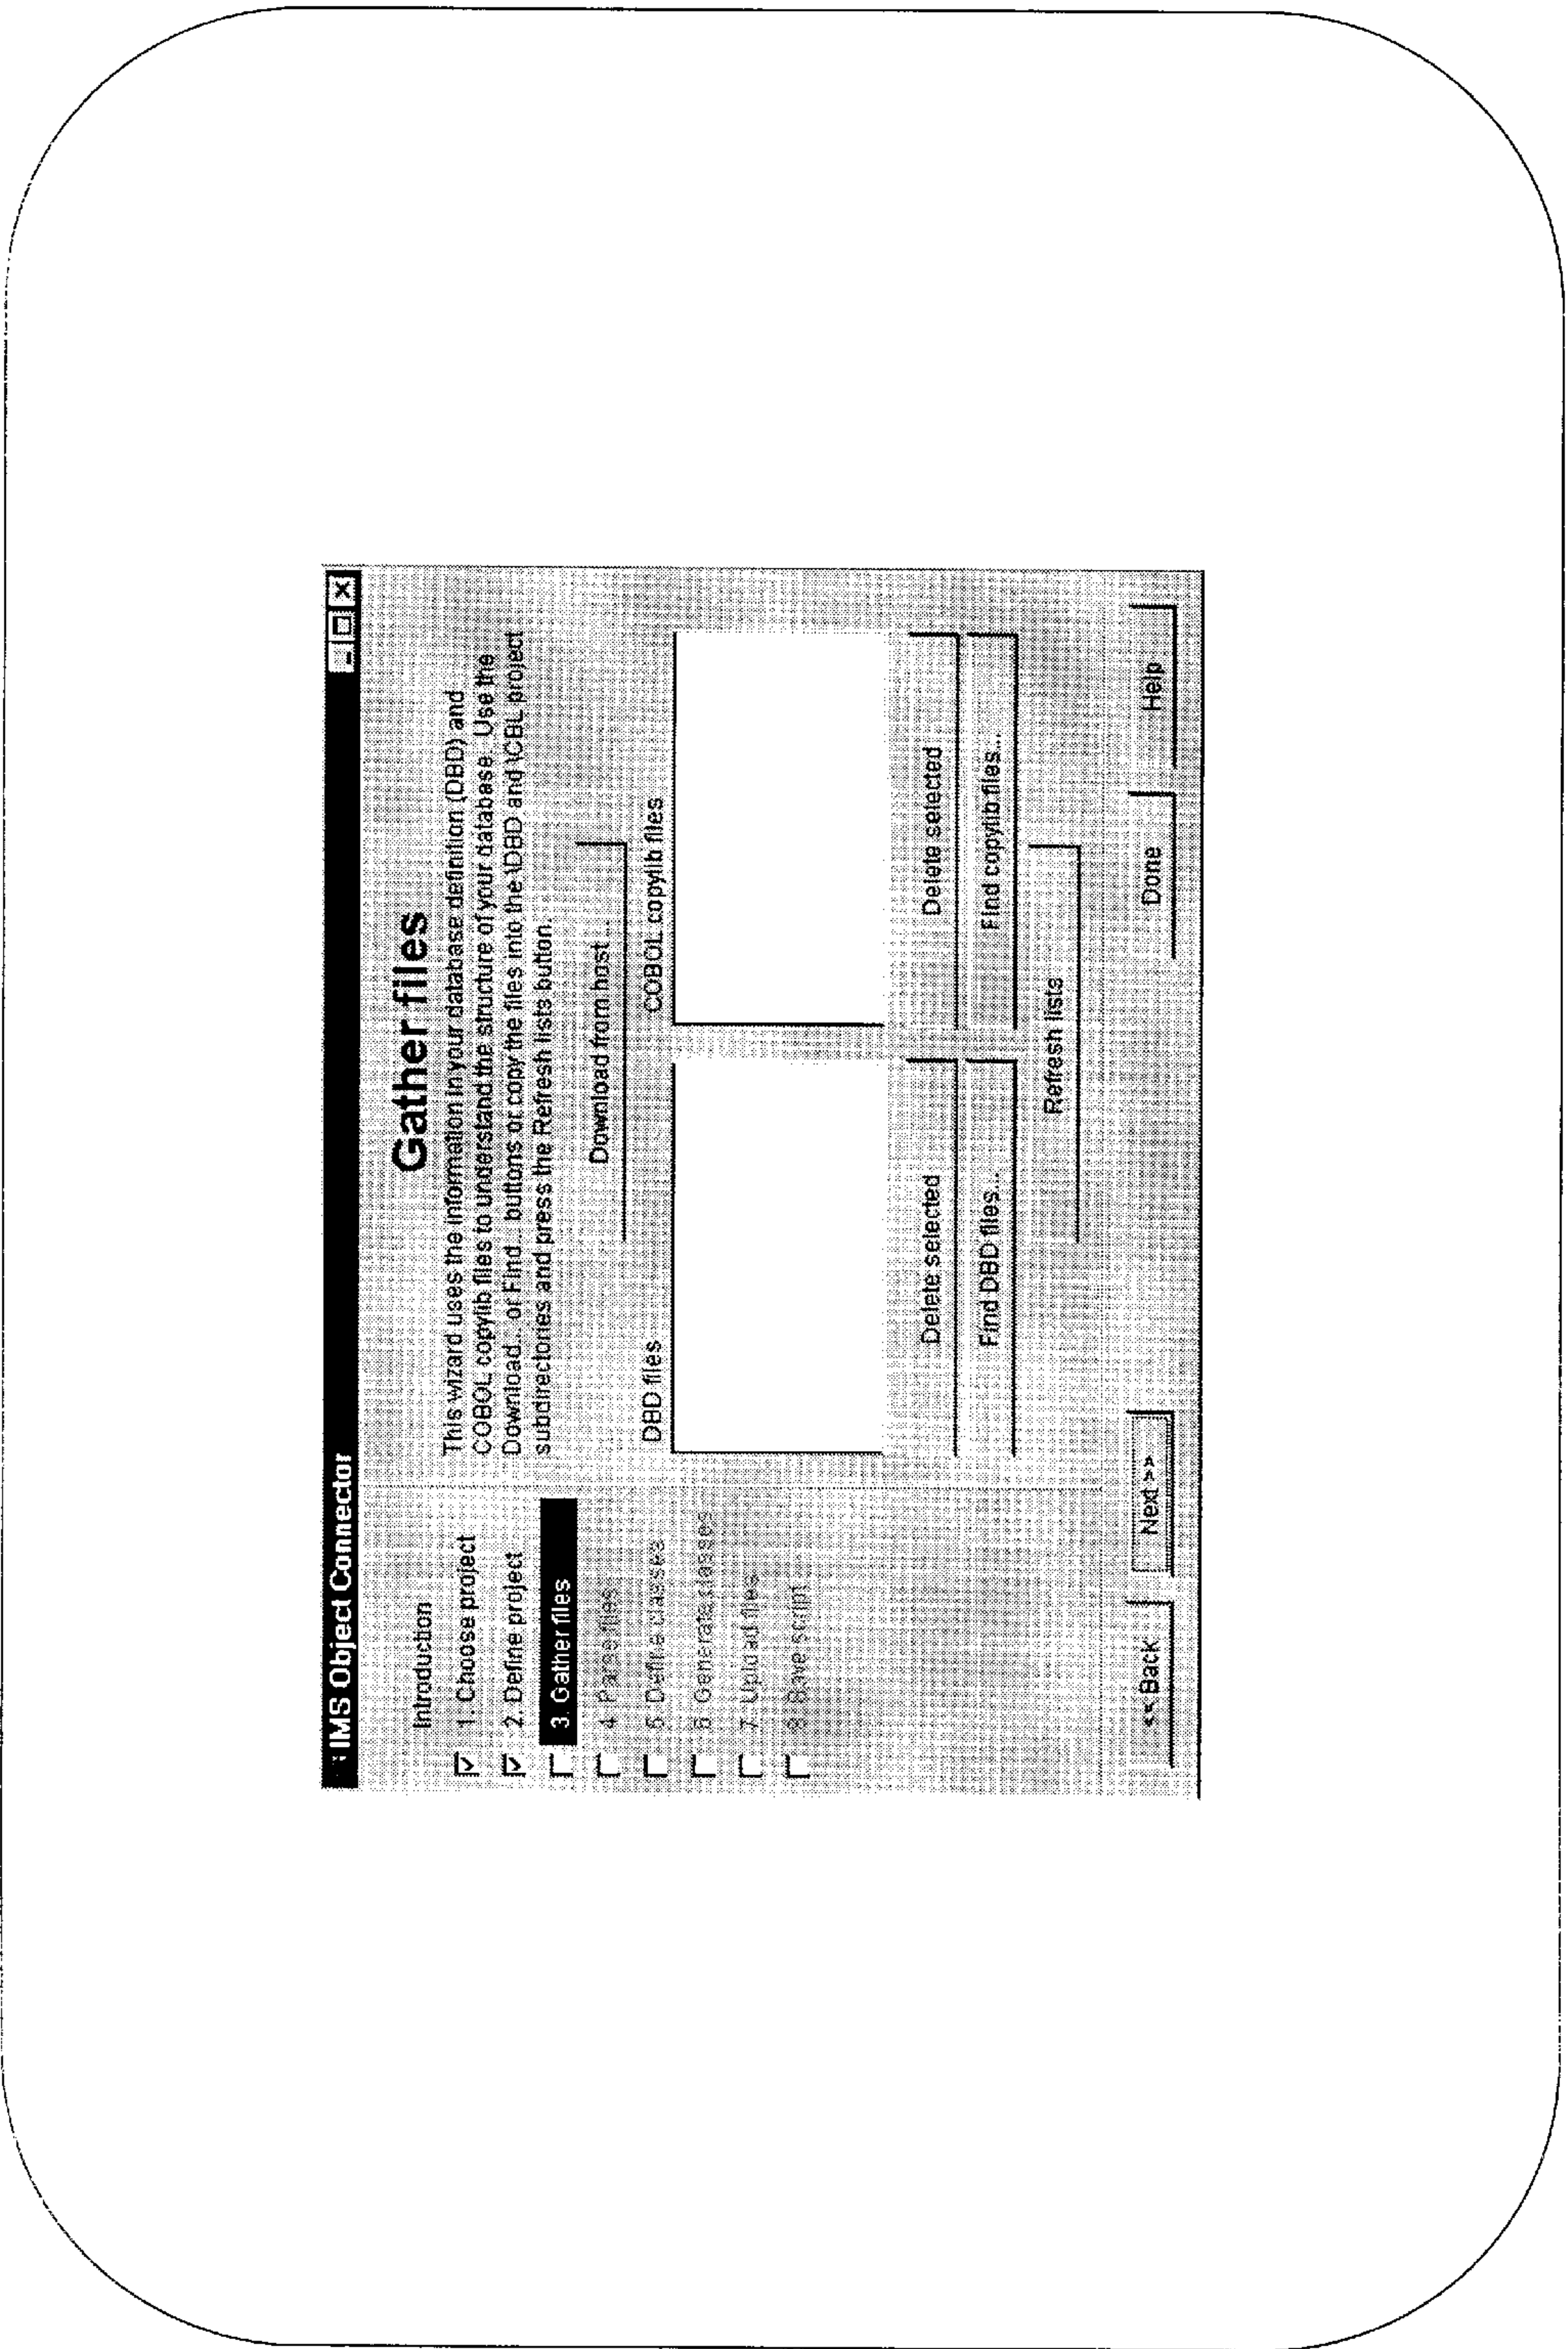 IMS Object Connector
Introduction
1. Choose project
2. Define project
3. Gather files
4 Parse files
5 Define classes
6 Generate classes
7 Upload files
8 Save script
Gather files
This wizard uses the information in your database definition (DBD) and
COBOL copylib files to understand the structure of your database. Use the
Download... or Find... buttons or copy the files into the \DBD and \CBL project
subdirectories and press the Refresh lists button.
Download from host...
DBD files
COBOL copylib files
Delete selected
Delete selected
Find DBD files...
Find copylib files...
Refresh lists
<< Back
Next >>
Done
Help